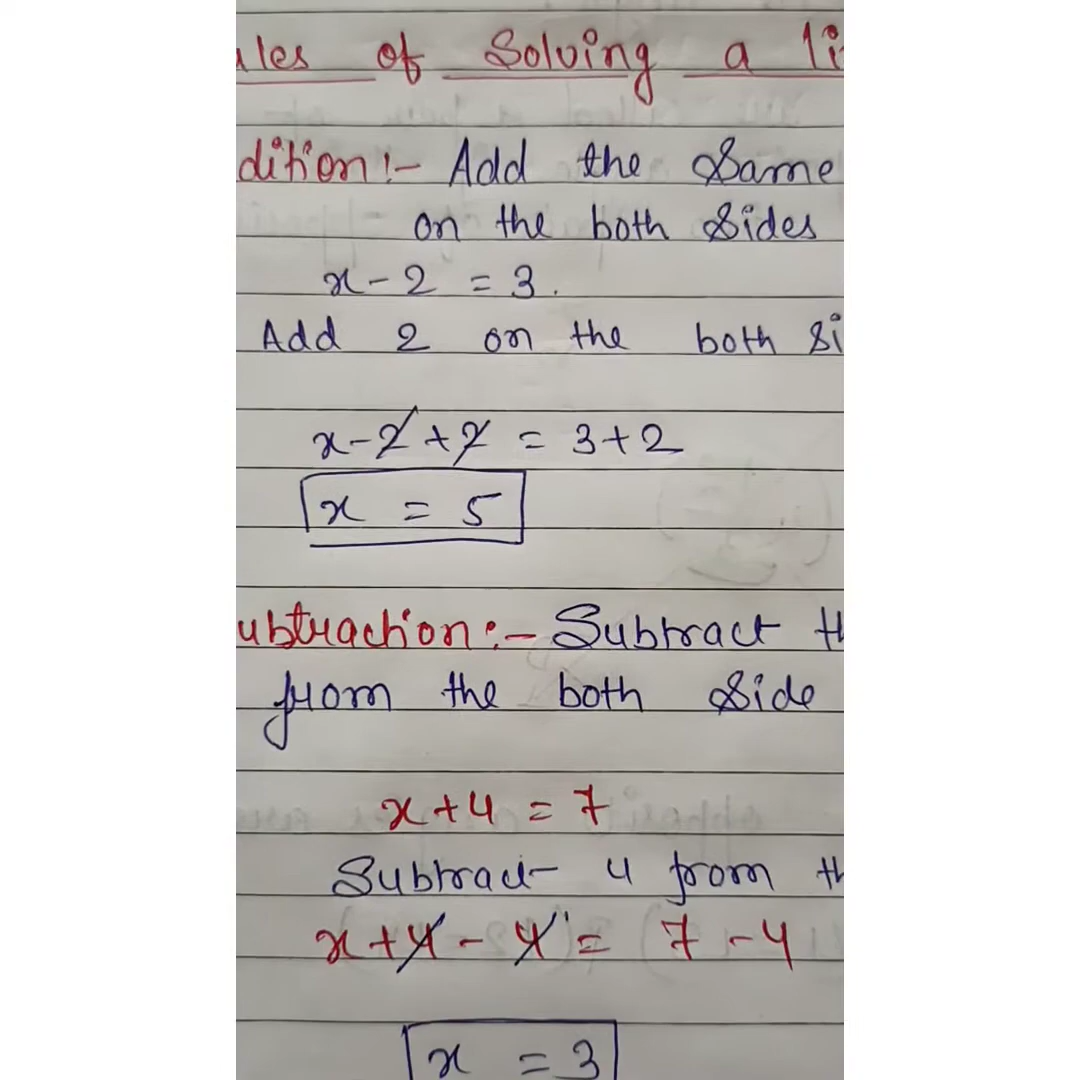 ules of Solving a li
dition:- Add the Same
on the both Sides
x - 2 = 3.
Add 2 on the both Si
x - 2 + 2 = 3 + 2
x = 5
ubtraction:- Subtract th
from the both Side
x + 4 = 7
Subtract 4 from th
x + 4 - 4 = 7 - 4
x = 3